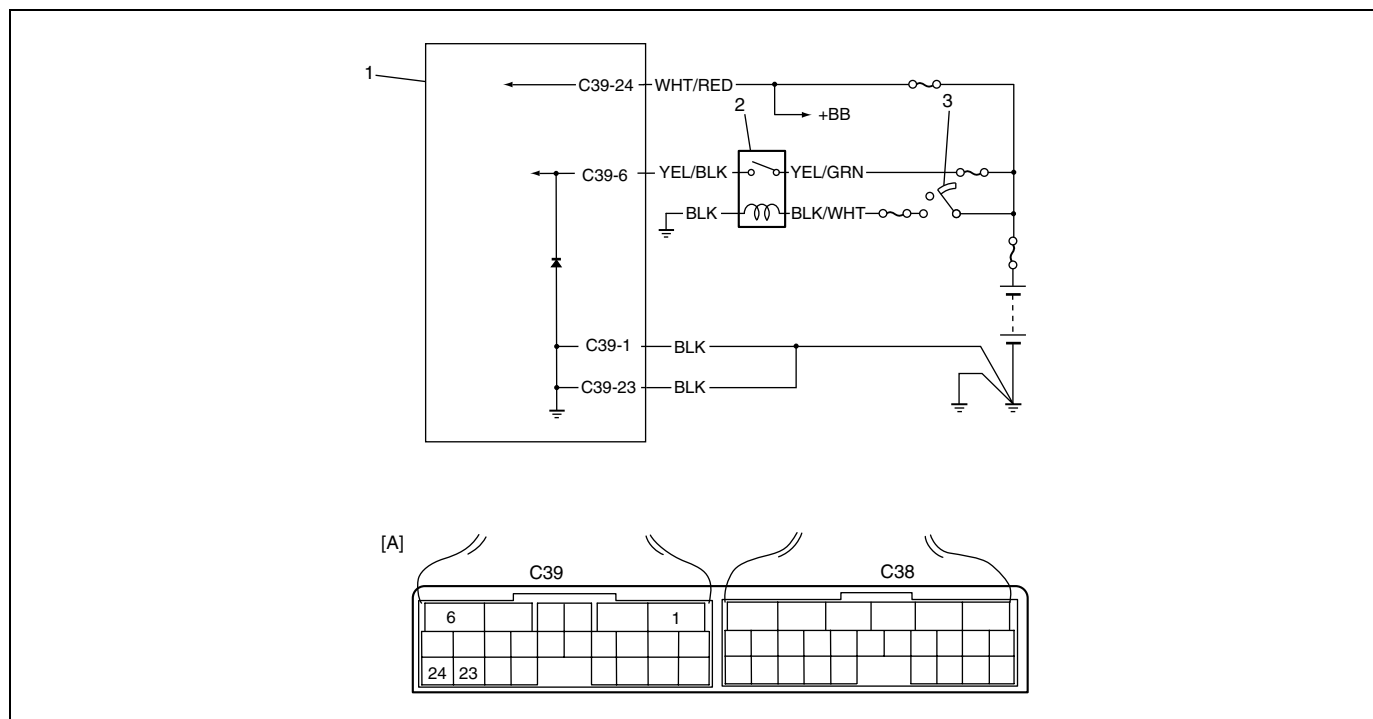 1
C39-24 WHT/RED
2
3
+BB
C39-6 YEL/BLK YEL/GRN
BLK BLK/WHT
C39-1 BLK
C39-23 BLK
[A]
C39 C38
6 1
24 23